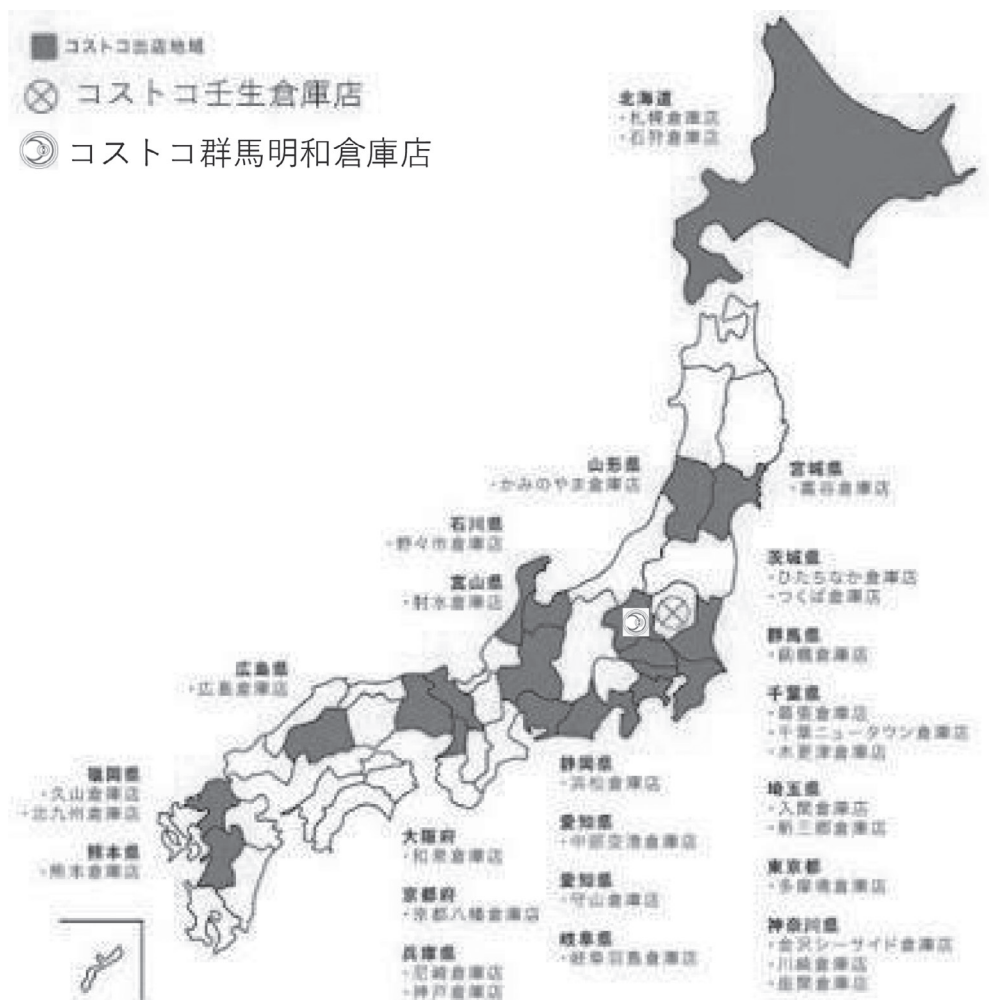 コストコ出店地域
コストコ壬生倉庫店
コストコ群馬明和倉庫店
北海道
・札幌倉庫店
・石狩倉庫店
山形県
・かみのやま倉庫店
宮城県
・富谷倉庫店
石川県
・野々市倉庫店
富山県
・射水倉庫店
茨城県
・ひたちなか倉庫店
・つくば倉庫店
群馬県
・前橋倉庫店
広島県
・広島倉庫店
千葉県
・幕張倉庫店
・千葉ニュータウン倉庫店
・木更津倉庫店
静岡県
・浜松倉庫店
福岡県
・久山倉庫店
・北九州倉庫店
埼玉県
・入間倉庫店
・新三郷倉庫店
愛知県
・中部空港倉庫店
大阪府
・和泉倉庫店
熊本県
・熊本倉庫店
東京都
・多摩境倉庫店
愛知県
・守山倉庫店
京都府
・京都八幡倉庫店
神奈川県
・金沢シーサイド倉庫店
・川崎倉庫店
・座間倉庫店
岐阜県
・岐阜羽島倉庫店
兵庫県
・尼崎倉庫店
・神戸倉庫店